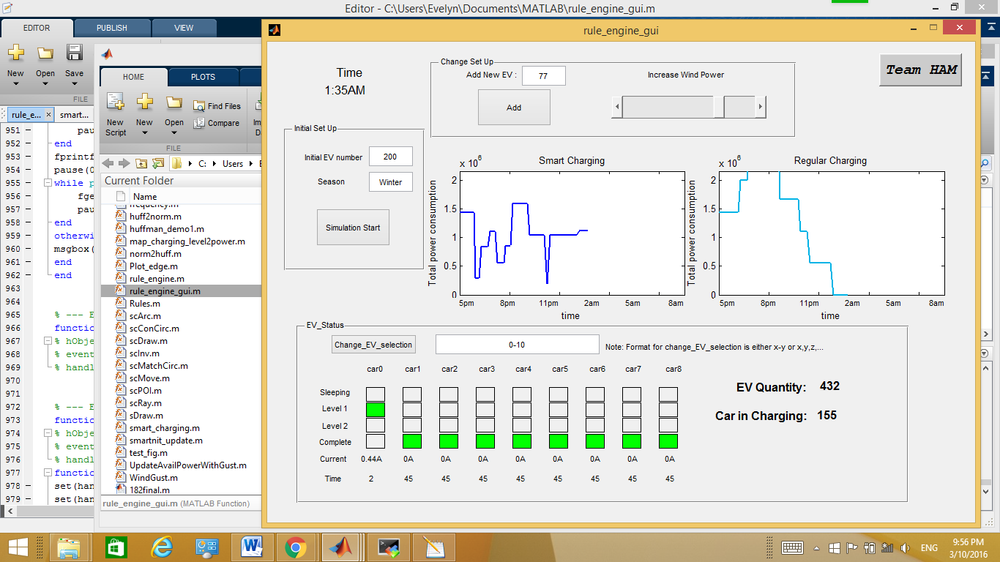 Editor - C:\Users\Evelyn\Documents\MATLAB\rule_engine_gui.m
EDITOR PUBLISH VIEW
New Open Save
FILE
rule_e... × smart...
951 pau
952 end
953 fprintf
954 pause(0
955 while p
956 fge
957 pau
958 end
959 otherwi
960 msgbox(
961 end
962 end
963
964
965 % --- E
966 functic
967 % hObje
968 % event
969 % handl
970
971
972 % --- E
973 functic
974 % hObje
975 % event
976 % handl
977 functic
978 set(han
979 set(han
HOME PLOTS
New Script New Open Find Files Compare
FILE
C: Users
Current Folder
Name
frequency.m
huff2norm.m
huffman_demo1.m
map_charging_level2power.m
norm2huff.m
Plot_edge.m
rule_engine.m
rule_engine_gui.m
Rules.m
scArc.m
scConCirc.m
scDraw.m
scInv.m
scMatchCirc.m
scMove.m
scPOI.m
scRay.m
sDraw.m
smart_charging.m
smartnit_update.m
test_fig.m
UpdateAvailPowerWithGust.m
WindGust.m
182final.m
rule_engine_gui.m (MATLAB Function)
rule_engine_gui
Time
1:35AM
Change Set Up
Add New EV : 77
Add
Increase Wind Power
Team HAM
Initial Set Up
Initial EV number 200
Season Winter
Simulation Start
Smart Charging
x 10 6
Total power consumption
2
1.5
1
0.5
0
5pm 8pm 11pm 2am 5am 8am
time
Regular Charging
x 10 6
Total power consumption
2
1.5
1
0.5
0
5pm 8pm 11pm 2am 5am 8am
time
EV_Status
Change_EV_selection 0-10 Note: Format for change_EV_selection is either x-y or x,y,z,...
car0 car1 car2 car3 car4 car5 car6 car7 car8
Sleeping
Level 1
Level 2
Complete
Current 0.44A 0A 0A 0A 0A 0A 0A 0A 0A
Time 2 45 45 45 45 45 45 45 45
EV Quantity: 432
Car in Charging: 155
ENG
9:56 PM
3/10/2016